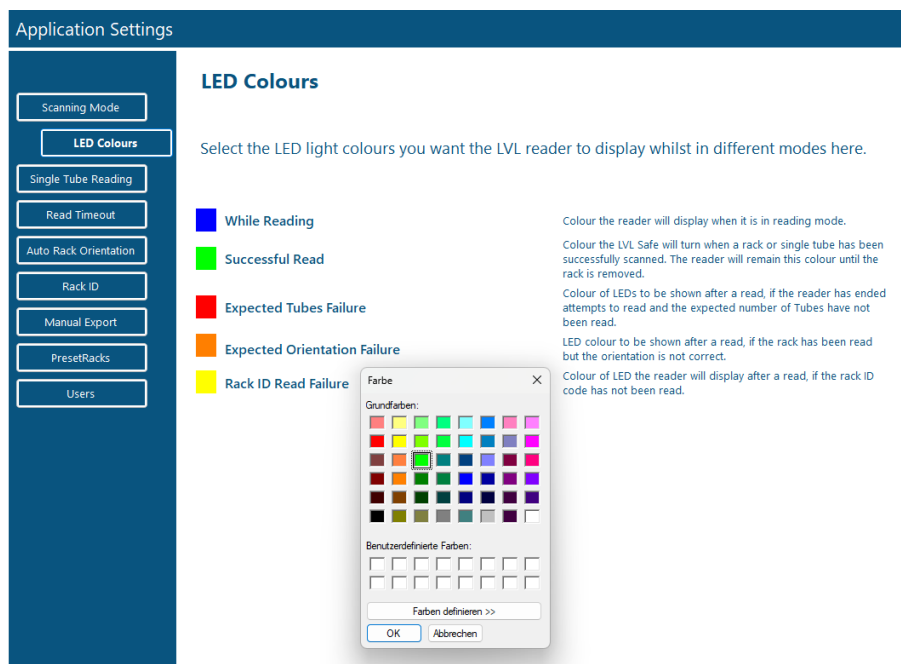 Application Settings
LED Colours
Scanning Mode
LED Colours
Single Tube Reading
Read Timeout
Auto Rack Orientation
Rack ID
Manual Export
PresetRacks
Users
Select the LED light colours you want the LVL reader to display whilst in different modes here.
While Reading
Colour the reader will display when it is in reading mode.
Successful Read
Colour the LVL Safe will turn when a rack or single tube has been
successfully scanned. The reader will remain this colour until the
rack is removed.
Expected Tubes Failure
Colour of LEDs to be shown after a read, if the reader has ended
attempts to read and the expected number of Tubes have not
been read.
Expected Orientation Failure
LED colour to be shown after a read, if the rack has been read
but the orientation is not correct.
Rack ID Read Failure
Colour of LED the reader will display after a read, if the rack ID
code has not been read.
Farbe
Grundfarben:
Benutzerdefinierte Farben:
Farben definieren >>
OK
Abbrechen